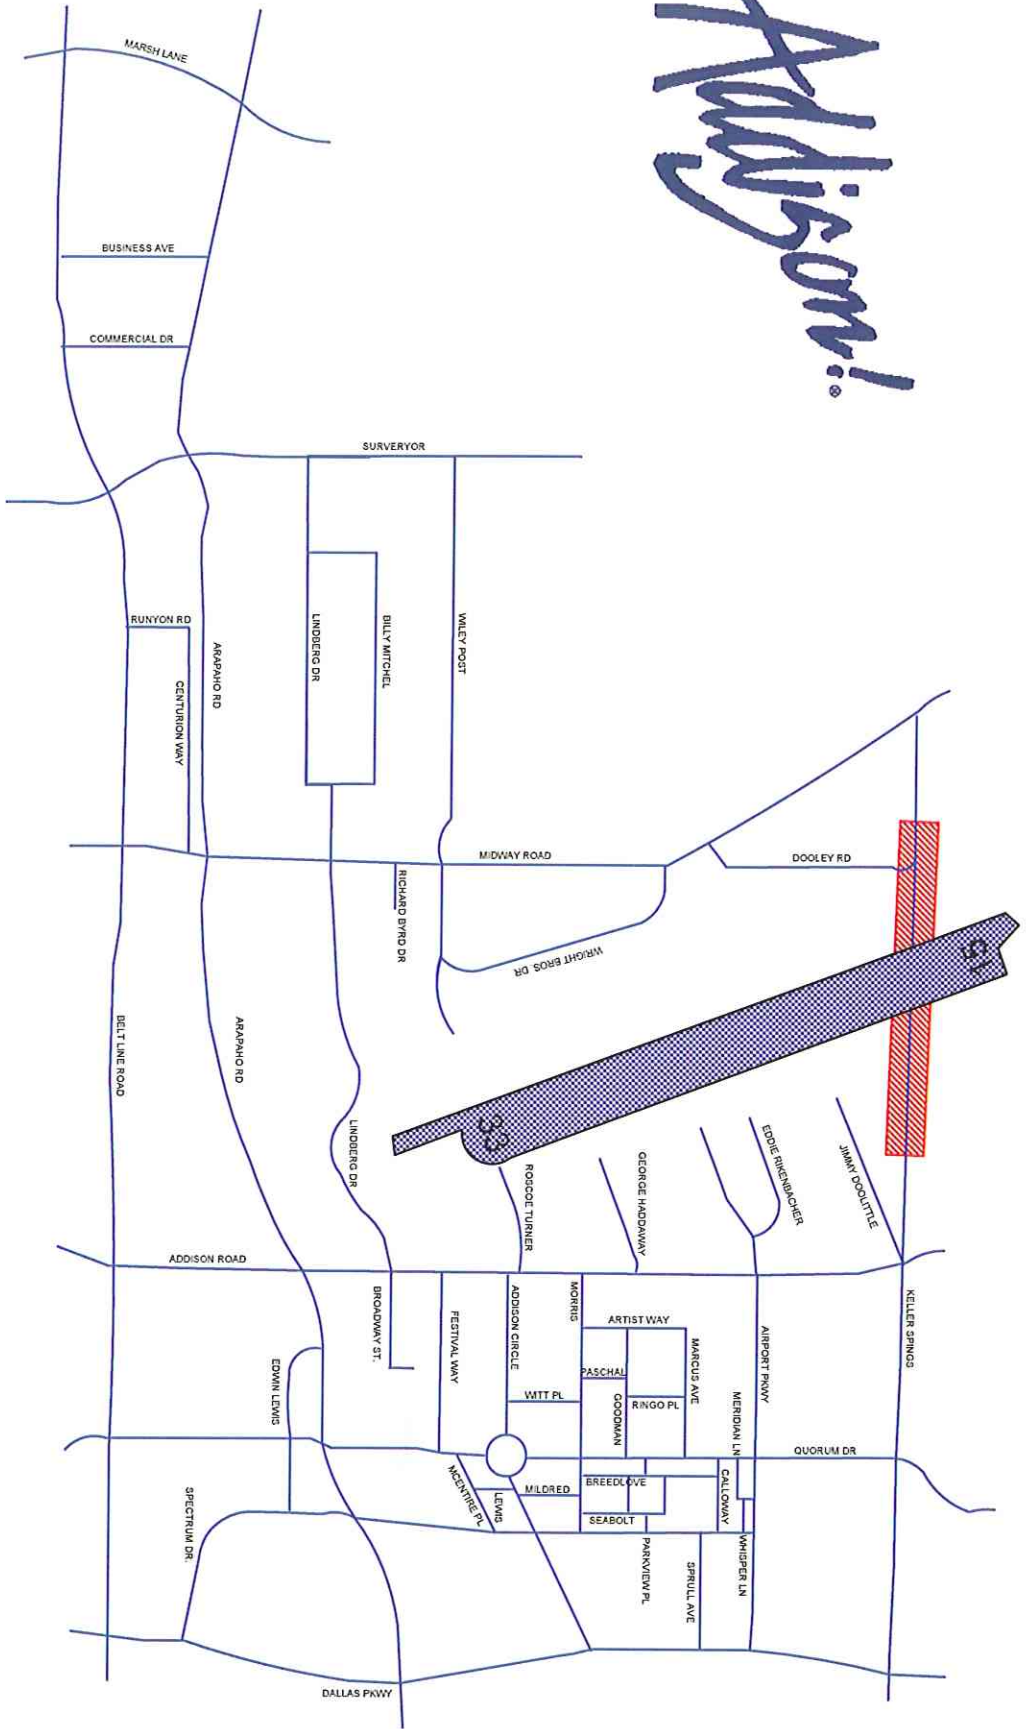 Addison!®
MARSH LANE
BUSINESS AVE
COMMERCIAL DR
SURVERYOR
RUNYON RD
CENTURION WAY
ARAPAHO RD
LINDBERG DR
BILLY MITCHEL
WILEY POST
MIDWAY ROAD
DOOLEY RD
RICHARD BYRD DR
WRIGHT BROS. DR
15
33
BELT LINE ROAD
ARAPAHO RD
LINDBERG DR
ROSCOE TURNER
GEORGE HADDAWAY
EDDIE RIKENBACHER
JIMMY DOOLITTLE
ADDISON ROAD
BROADWAY ST.
FESTIVAL WAY
ADDISON CIRCLE
MORRIS
ARTIST WAY
MARCUS AVE
AIRPORT PKWY
KELLER SPINGS
PASCHAL
WITT PL
GOODMAN
RINGO PL
MERIDIAN LN
EDWIN LEWIS
QUORUM DR
MCENTIRE PL
LEWIS
MILDRED
BREEDLOVE
SEABOLT
CALLOWAY
SPECTRUM DR.
PARKVIEW PL
SPRULL AVE
WHISPER LN
DALLAS PKWY